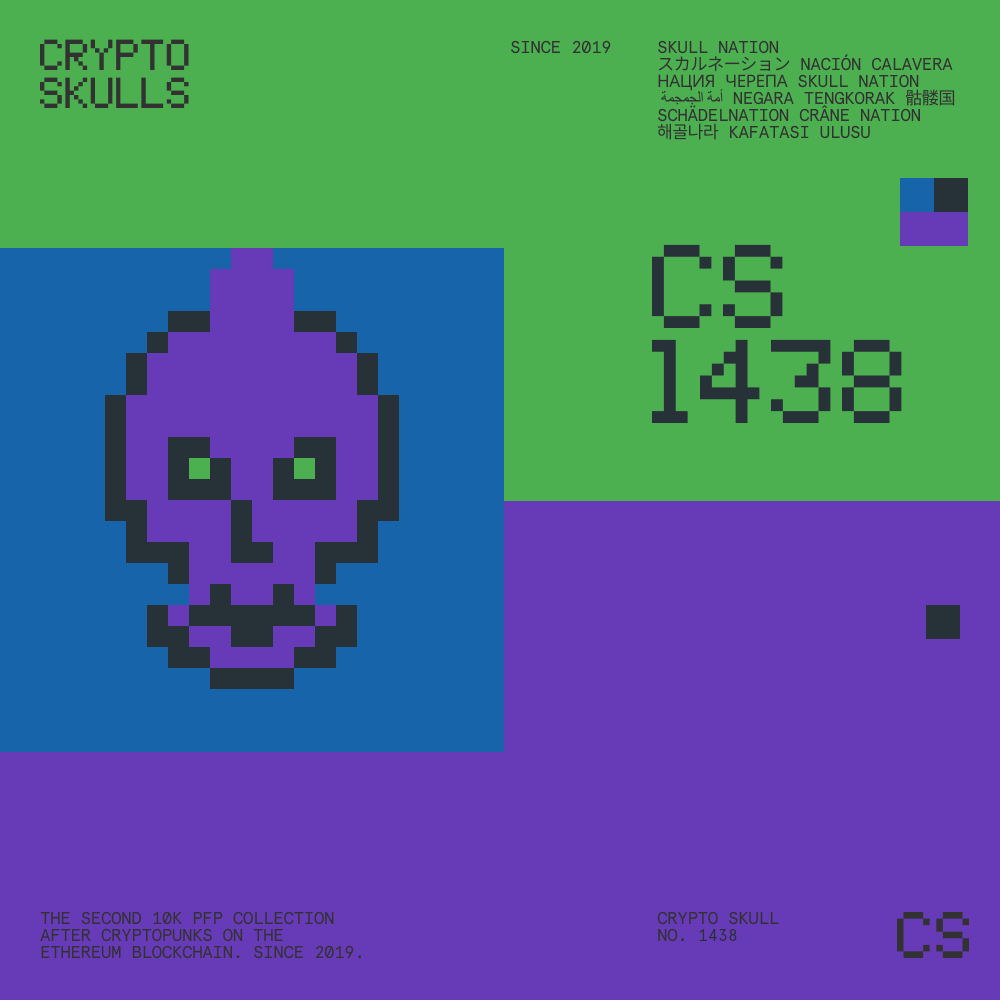 CRYPTO
SKULLS
SINCE 2019
SKULL NATION
スカルネーション NACIÓN CALAVERA
НАЦИЯ ЧЕРЕПА SKULL NATION
أمة الجمجمة NEGARA TENGKORAK 骷髅国
SCHÄDELNATION CRÂNE NATION
해골나라 KAFATASI ULUSU
CS
1438
THE SECOND 10K PFP COLLECTION
AFTER CRYPTOPUNKS ON THE
ETHEREUM BLOCKCHAIN. SINCE 2019.
CRYPTO SKULL
NO. 1438
CS